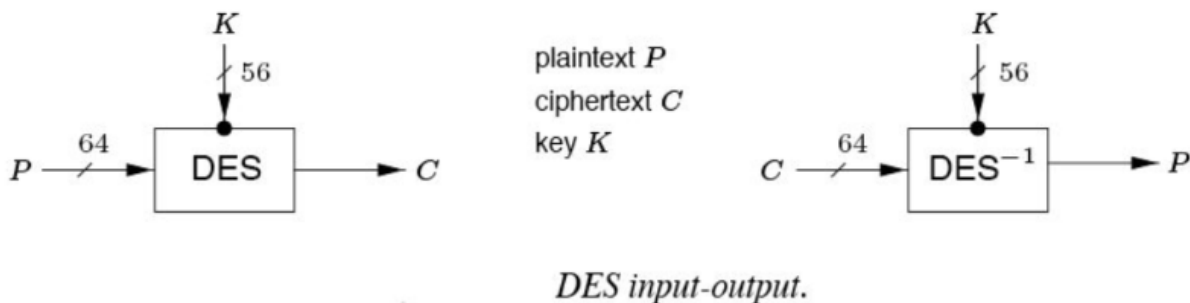 K
56
64
P
DES
C
plaintext P
ciphertext C
key K
K
56
64
C
DES⁻¹
P
DES input-output.